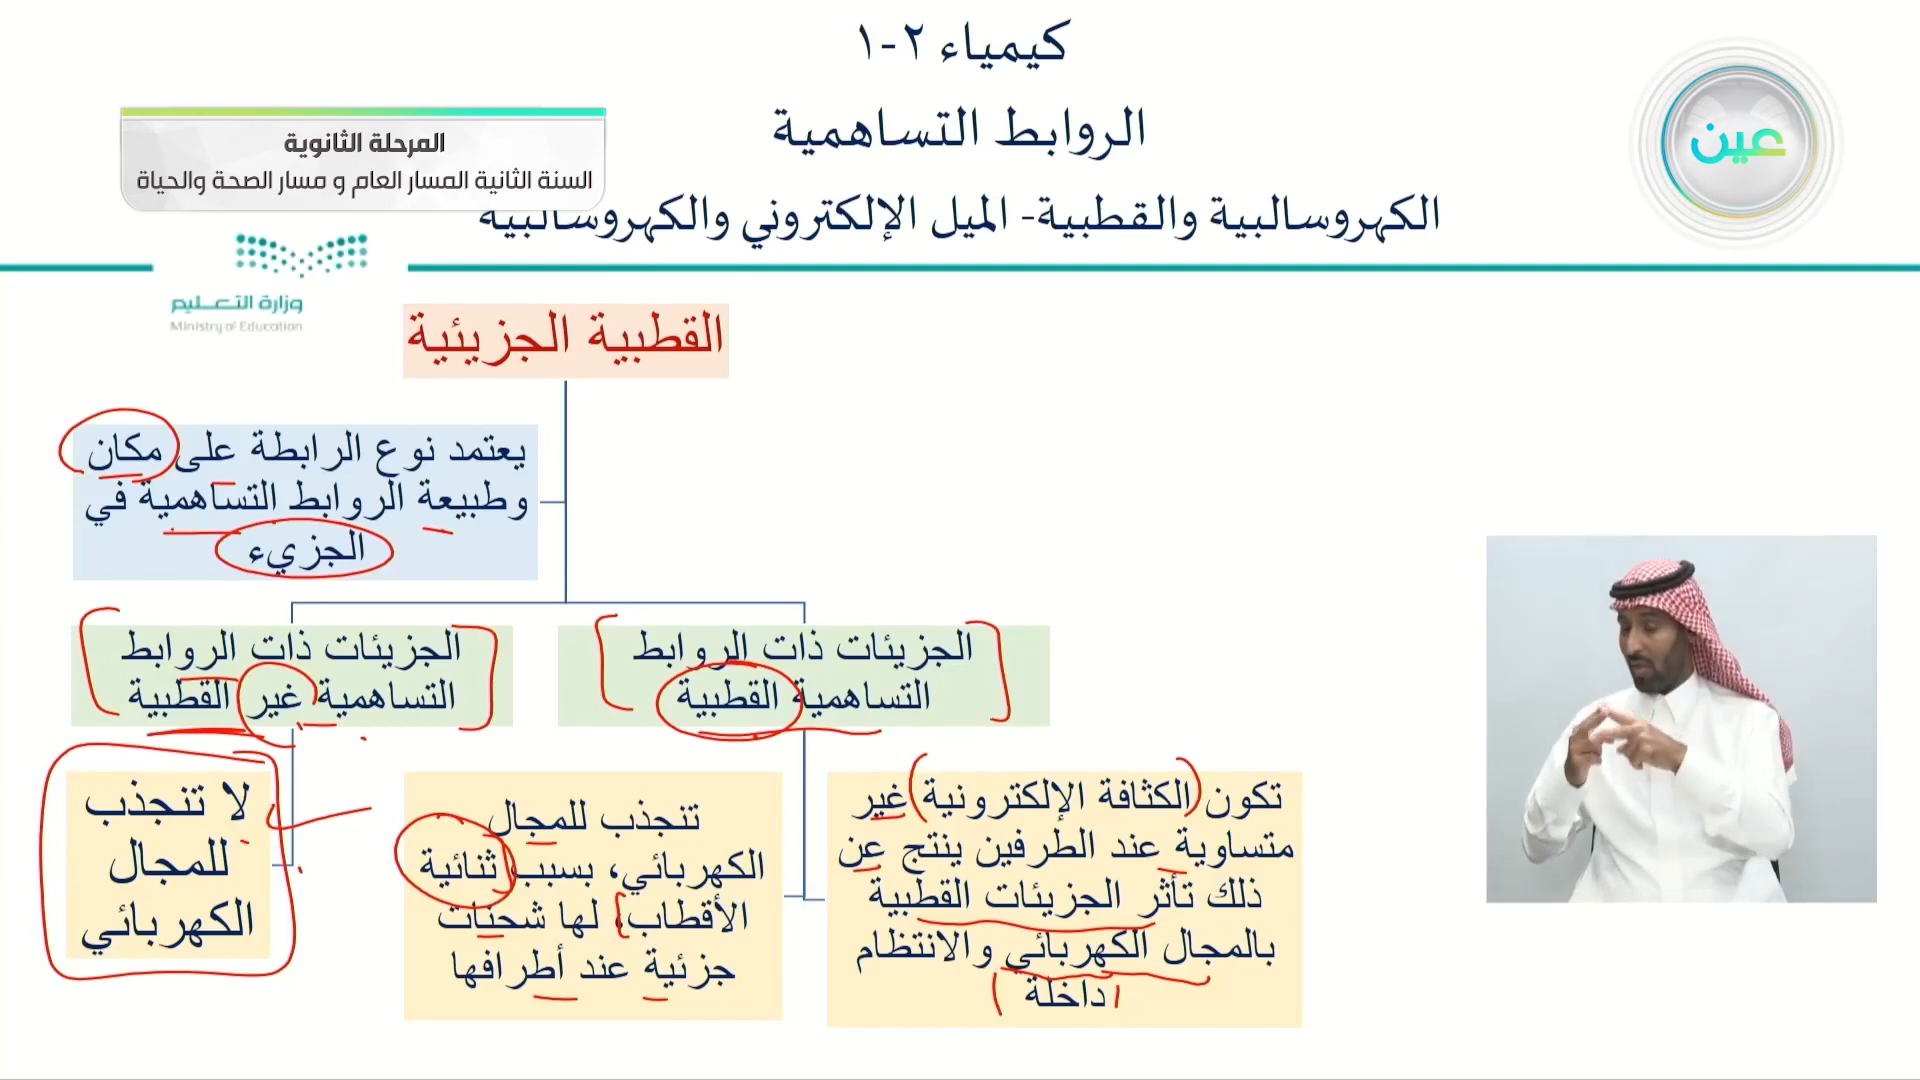 كيمياء ٢-١
الروابط التساهمية
الكهروسالبية والقطبية- الميل الإلكتروني والكهروسالبية
المرحلة الثانوية
السنة الثانية المسار العام و مسار الصحة والحياة
عين
وزارة التعليم
Ministry of Education
القطبية الجزيئية
يعتمد نوع الرابطة على مكان
وطبيعة الروابط التساهمية في
الجزيء
الجزيئات ذات الروابط
التساهمية القطبية
الجزيئات ذات الروابط
التساهمية غير القطبية
تكون الكثافة الإلكترونية غير
متساوية عند الطرفين ينتج عن
ذلك تأثر الجزيئات القطبية
بالمجال الكهربائي والانتظام
داخلة
تنجذب للمجال
الكهربائي، بسبب ثنائية
الأقطاب، لها شحنات
جزئية عند أطرافها
لا تنجذب
للمجال
الكهربائي